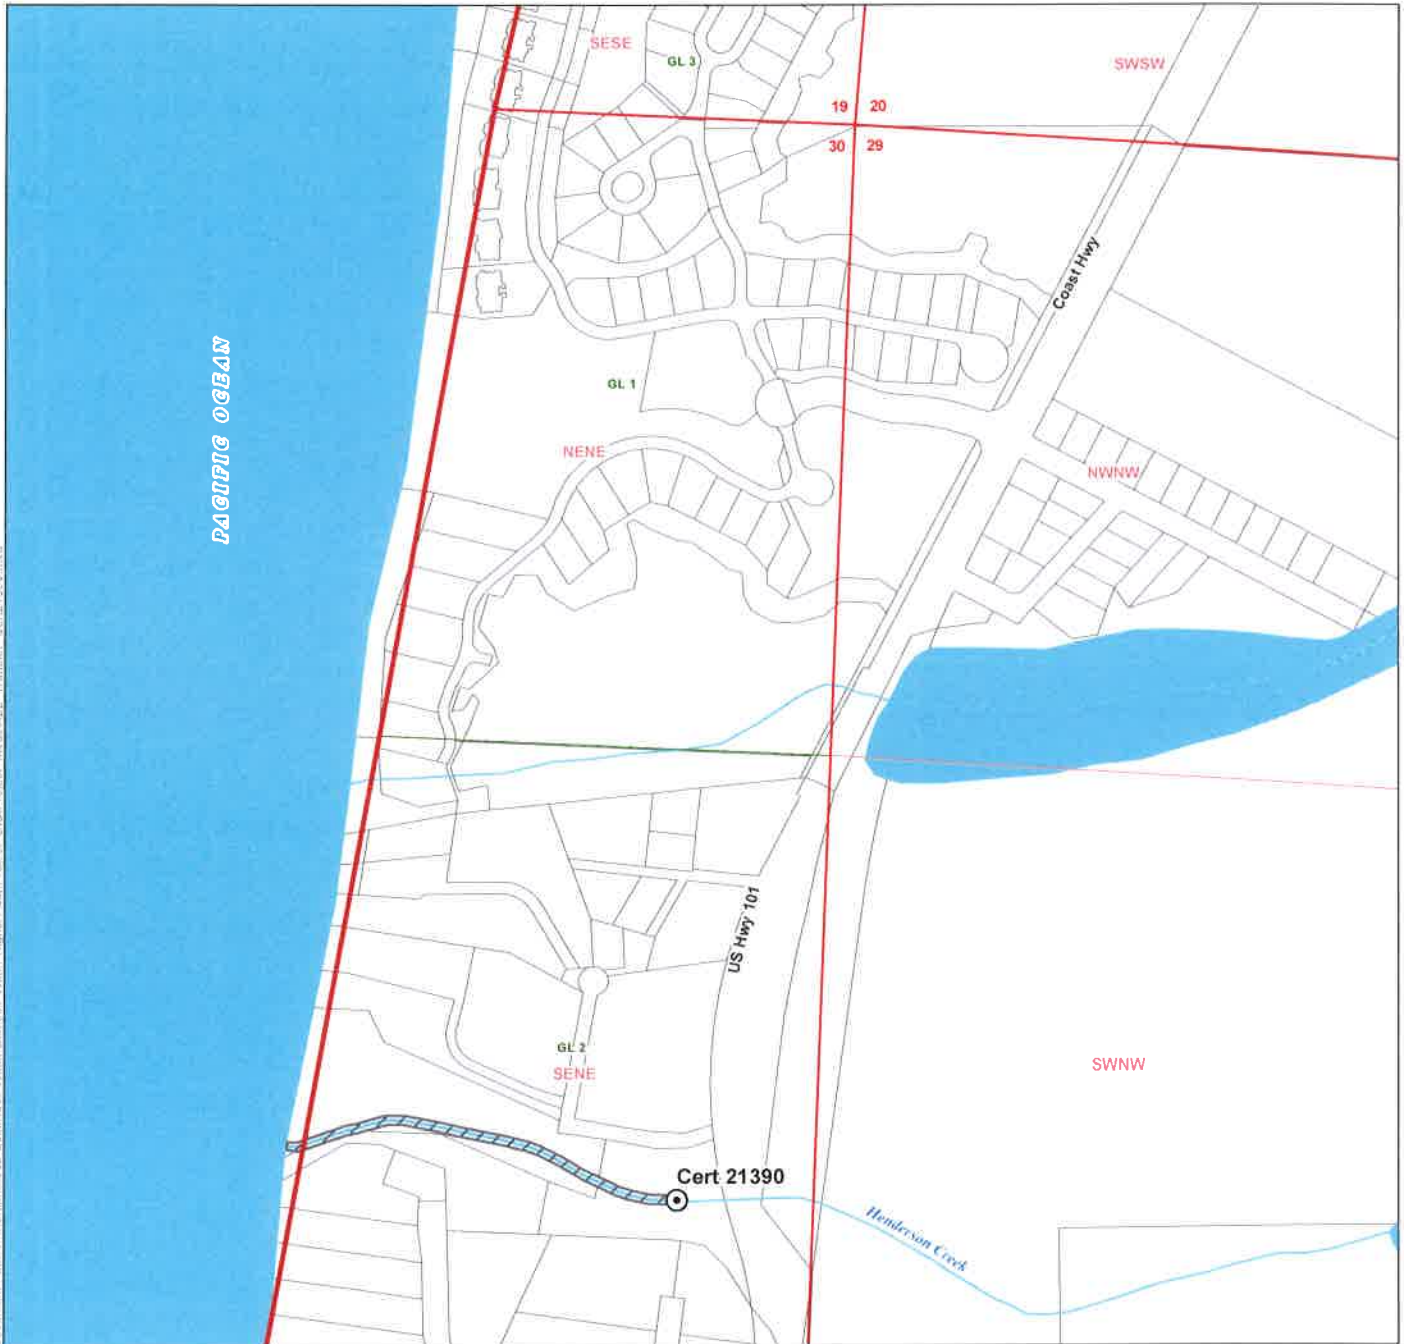 SESE
GL 3
SWSW
19 20
30 29
Coast Hwy
PACIFIC OCEAN
GL 1
NENE
NWNW
US Hwy 101
GL 2
SENE
SWNW
Cert 21390
Henderson Creek